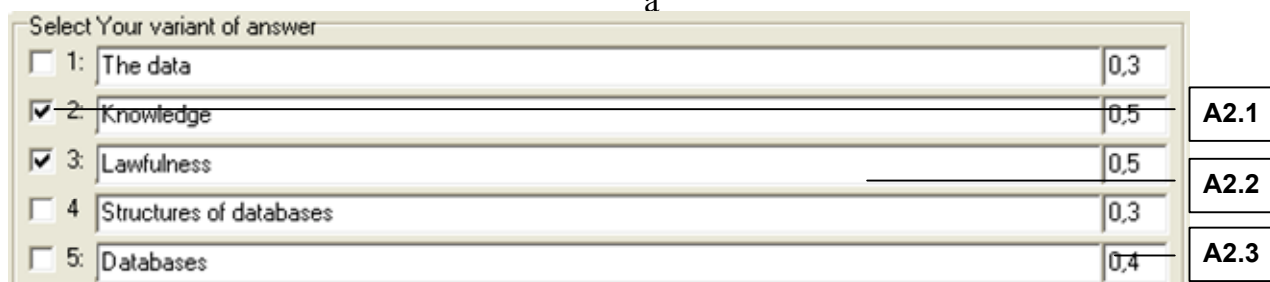 a
Select Your variant of answer
1: The data 0,3
2: Knowledge 0,5 A2.1
3: Lawfulness 0,5
A2.2
4 Structures of databases 0,3
5: Databases 0,4 A2.3